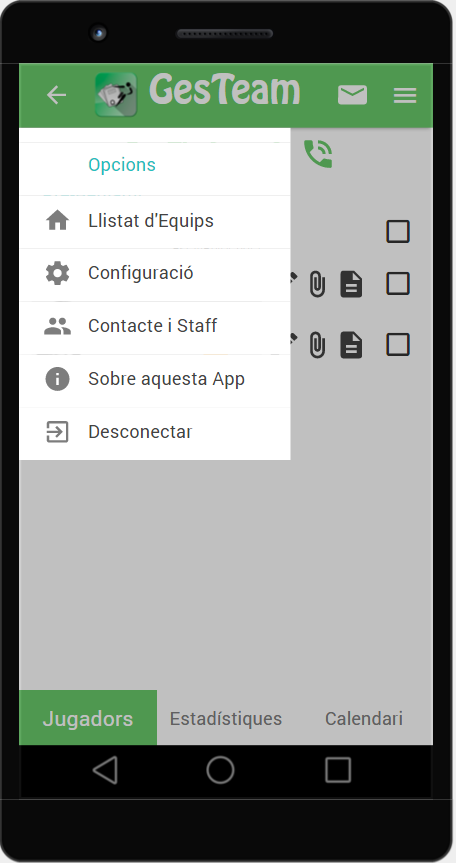 GesTeam
Opcions
Llistat d'Equips
Configuració
Contacte i Staff
Sobre aquesta App
Desconectar
Jugadors Estadístiques Calendari